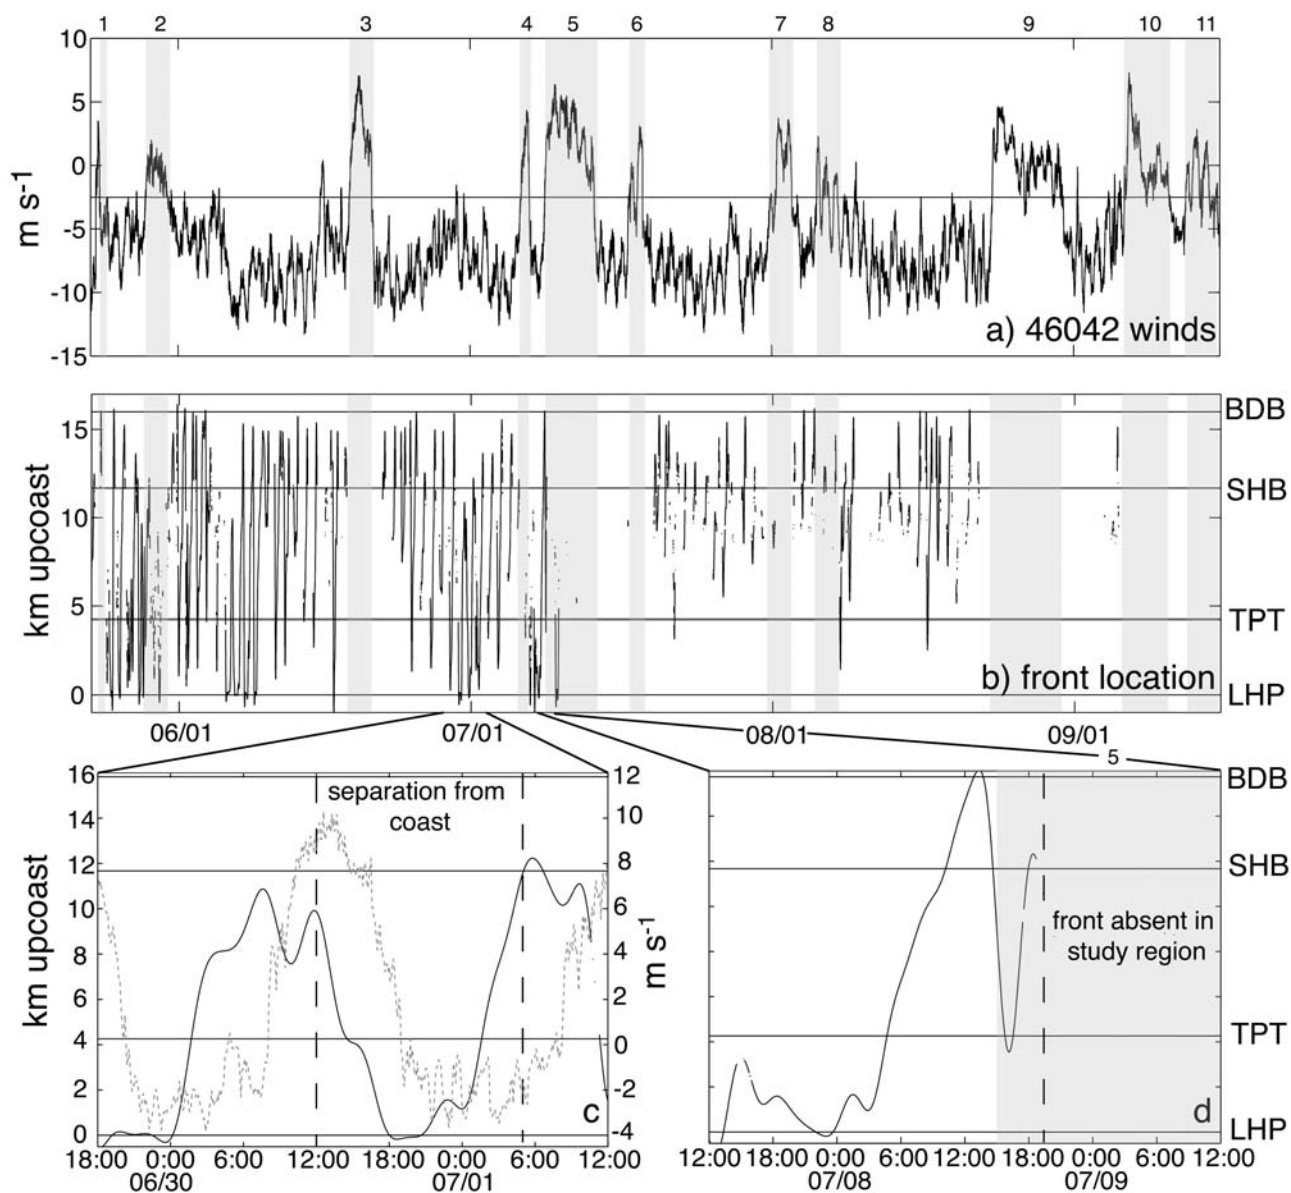 1 2 3 4 5 6 7 8 9 10 11
10
5
0
-5
-10
-15
m s-1
a) 46042 winds
15
10
5
0
km upcoast
BDB
SHB
TPT
LHP
b) front location
06/01 07/01 08/01 09/01
5
16
14
12
10
8
6
4
2
0
km upcoast
separation from
coast
12
10
8
6
4
2
0
-2
-4
m s-1
c
18:00 0:00 6:00 12:00 18:00 0:00 6:00 12:00
06/30 07/01
BDB
SHB
TPT
LHP
front absent in
study region
d
12:00 18:00 0:00 6:00 12:00 18:00 0:00 6:00 12:00
07/08 07/09